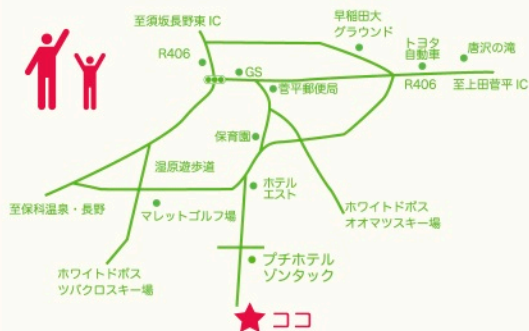 至須坂長野東IC
早稲田大
グラウンド
R406
トヨタ
自動車
唐沢の滝
GS
菅平郵便局
R406
至上田菅平IC
保育園
湿原遊歩道
ホテル
エスト
至保科温泉・長野
マレットゴルフ場
ホワイトドボス
オオマツスキー場
プチホテル
ゾンタック
ホワイトドボス
ツバクロスキー場
ココ